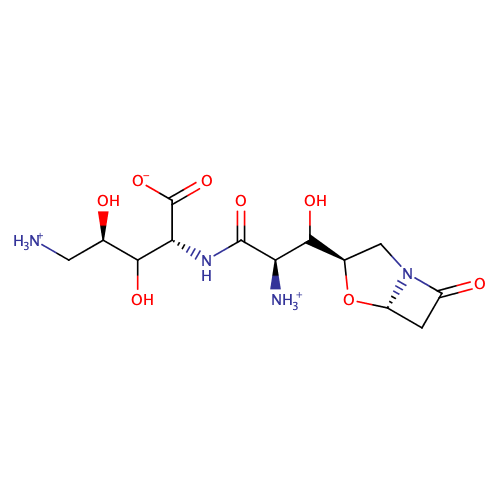 O⁻ O
OH O OH
H₃N⁺ N O
N H
OH NH₃⁺ O